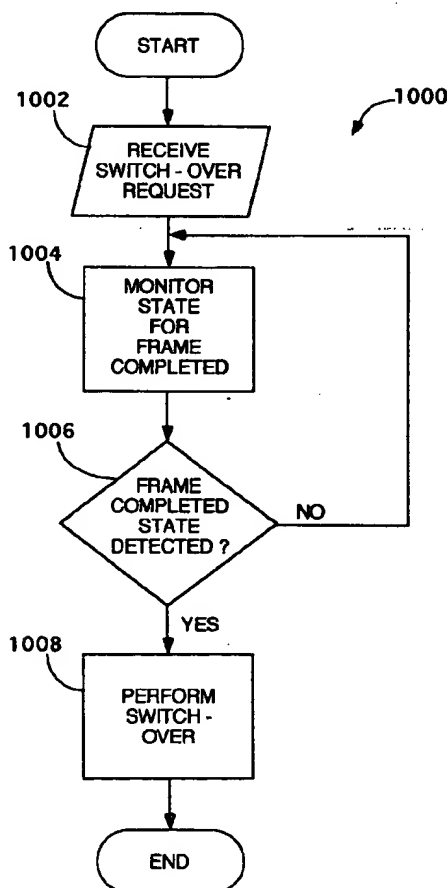 START
1002
1000
RECEIVE
SWITCH - OVER
REQUEST
1004
MONITOR
STATE
FOR
FRAME
COMPLETED
1006
FRAME
COMPLETED
STATE
DETECTED ?
NO
YES
1008
PERFORM
SWITCH -
OVER
END